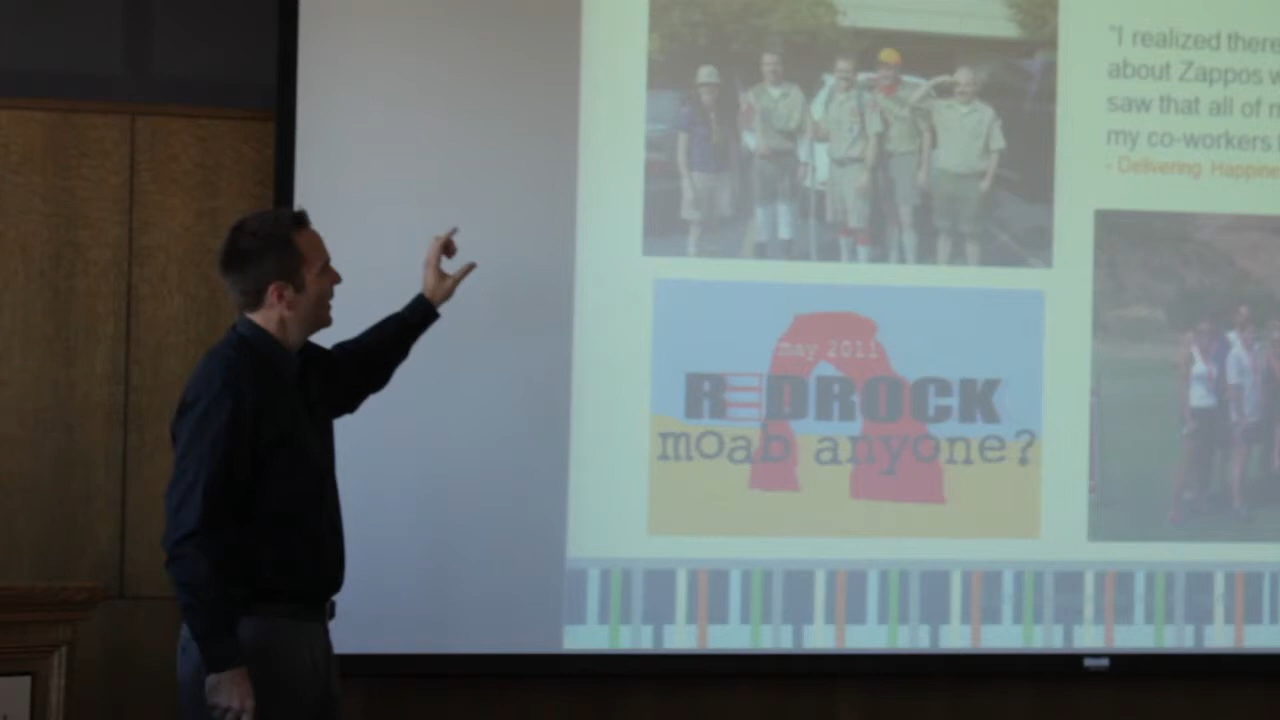 "I realized there
about Zappos w
saw that all of m
my co-workers
- Delivering Happine
may 2011
REDROCK
moab anyone?